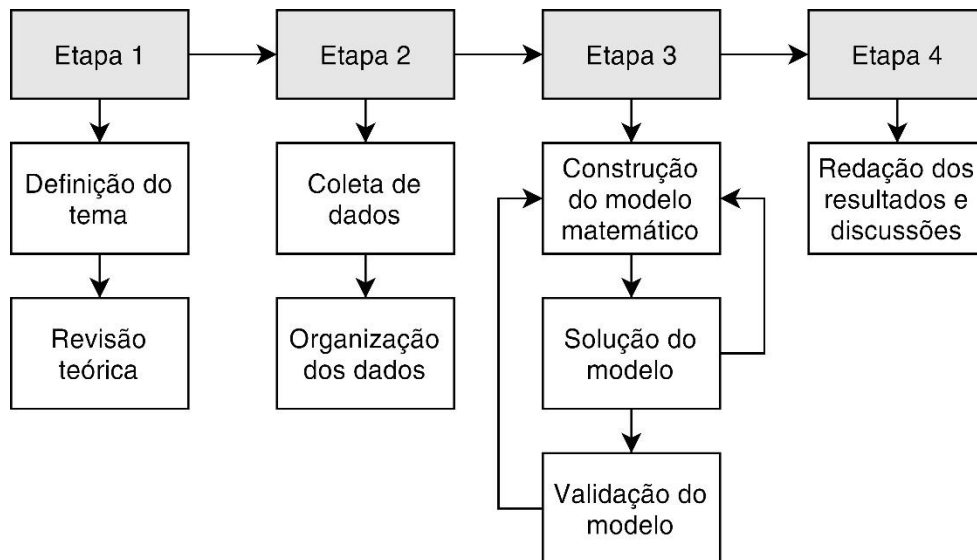 Etapa 1
Etapa 2
Etapa 3
Etapa 4
Definição do
tema
Coleta de
dados
Construção
do modelo
matemático
Redação dos
resultados e
discussões
Revisão
teórica
Organização
dos dados
Solução do
modelo
Validação do
modelo